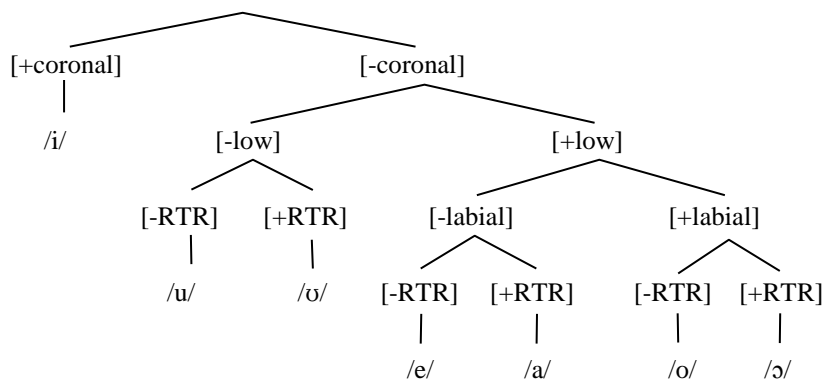 [+coronal] [-coronal]
/i/ [-low] [+low]
[-RTR] [+RTR] [-labial] [+labial]
/u/ /ʊ/ [-RTR] [+RTR] [-RTR] [+RTR]
/e/ /a/ /o/ /ɔ/